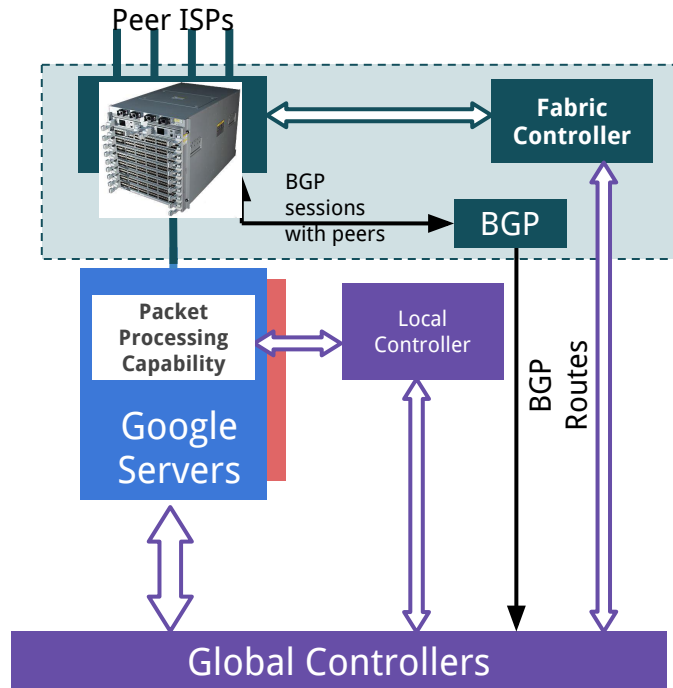 Peer ISPs
Fabric
Controller
BGP
sessions
with peers
BGP
Packet
Processing
Capability
Local
Controller
Google
Servers
BGP
Routes
Global Controllers